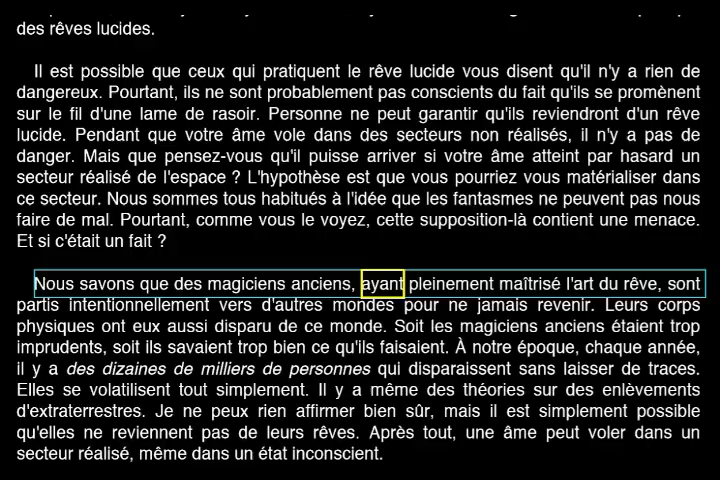 des rêves lucides.
Il est possible que ceux qui pratiquent le rêve lucide vous disent qu'il n'y a rien de
dangereux. Pourtant, ils ne sont probablement pas conscients du fait qu'ils se promènent
sur le fil d'une lame de rasoir. Personne ne peut garantir qu'ils reviendront d'un rêve
lucide. Pendant que votre âme vole dans des secteurs non réalisés, il n'y a pas de
danger. Mais que pensez-vous qu'il puisse arriver si votre âme atteint par hasard un
secteur réalisé de l'espace ? L'hypothèse est que vous pourriez vous matérialiser dans
ce secteur. Nous sommes tous habitués à l'idée que les fantasmes ne peuvent pas nous
faire de mal. Pourtant, comme vous le voyez, cette supposition-là contient une menace.
Et si c'était un fait ?
Nous savons que des magiciens anciens, ayant pleinement maîtrisé l'art du rêve, sont
partis intentionnellement vers d'autres mondes pour ne jamais revenir. Leurs corps
physiques ont eux aussi disparu de ce monde. Soit les magiciens anciens étaient trop
imprudents, soit ils savaient trop bien ce qu'ils faisaient. À notre époque, chaque année,
il y a des dizaines de milliers de personnes qui disparaissent sans laisser de traces.
Elles se volatilisent tout simplement. Il y a même des théories sur des enlèvements
d'extraterrestres. Je ne peux rien affirmer bien sûr, mais il est simplement possible
qu'elles ne reviennent pas de leurs rêves. Après tout, une âme peut voler dans un
secteur réalisé, même dans un état inconscient.